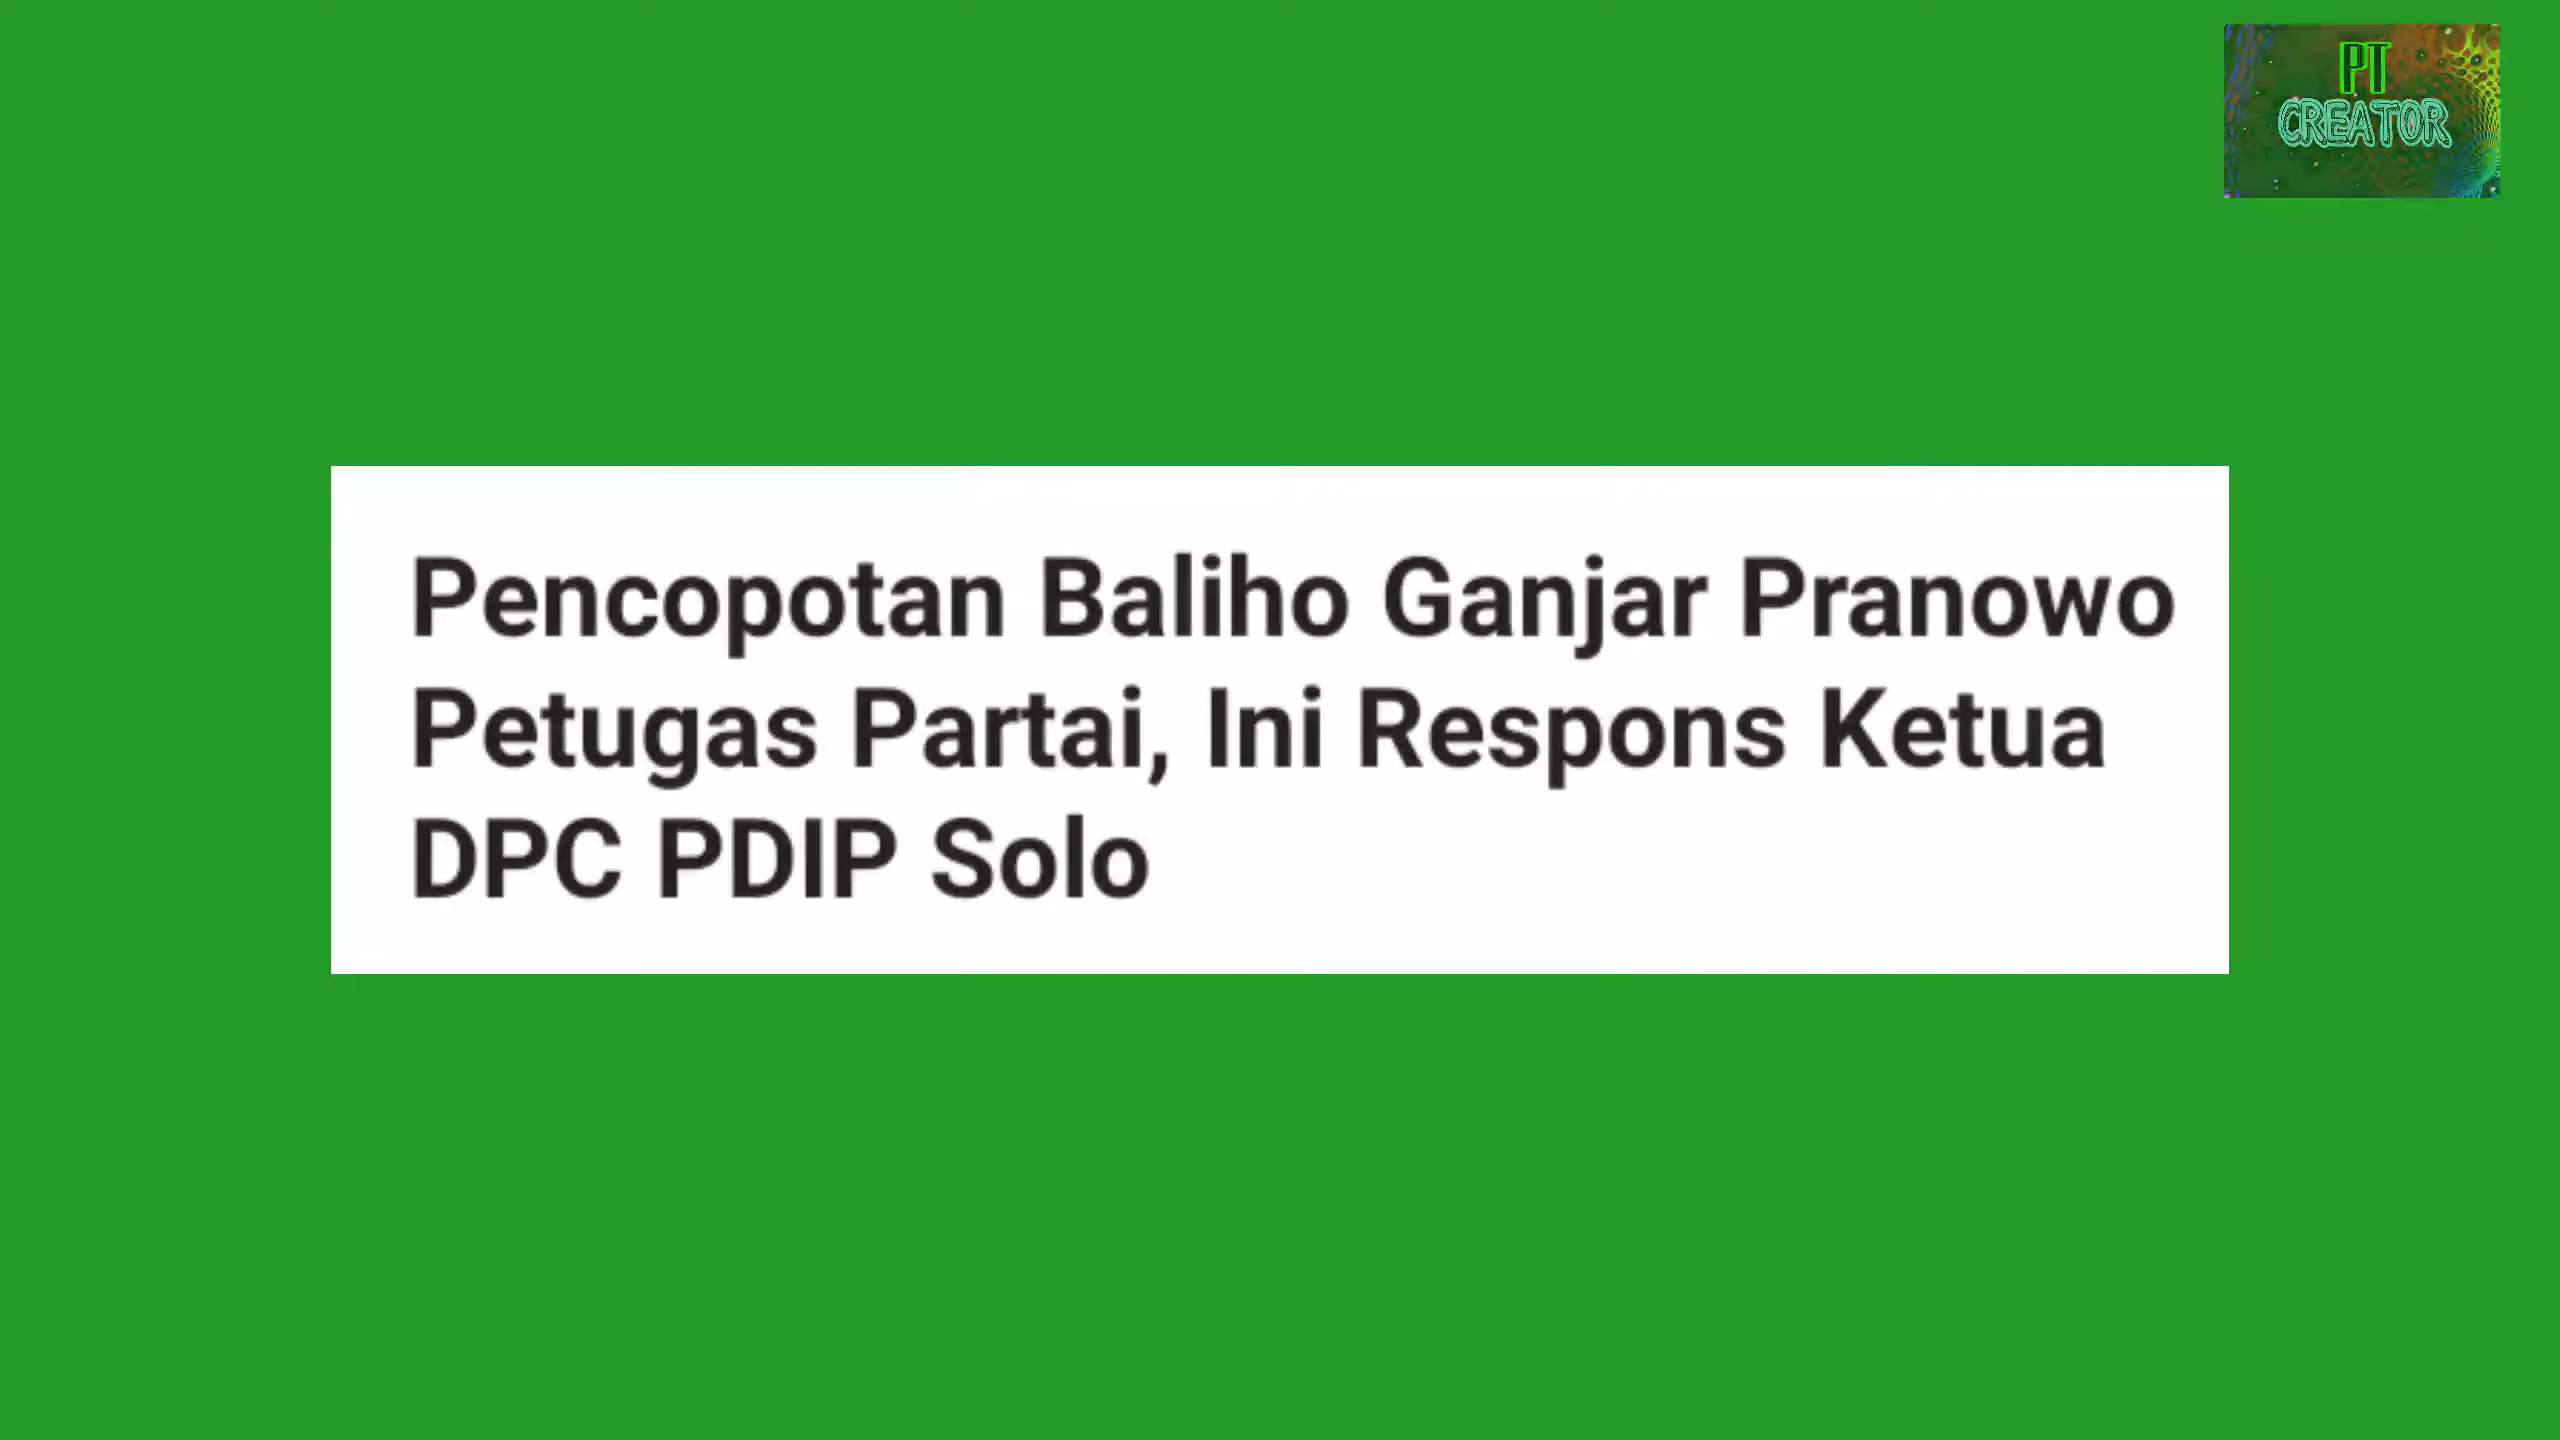 PT
CREATOR
Pencopotan Baliho Ganjar Pranowo
Petugas Partai, Ini Respons Ketua
DPC PDIP Solo